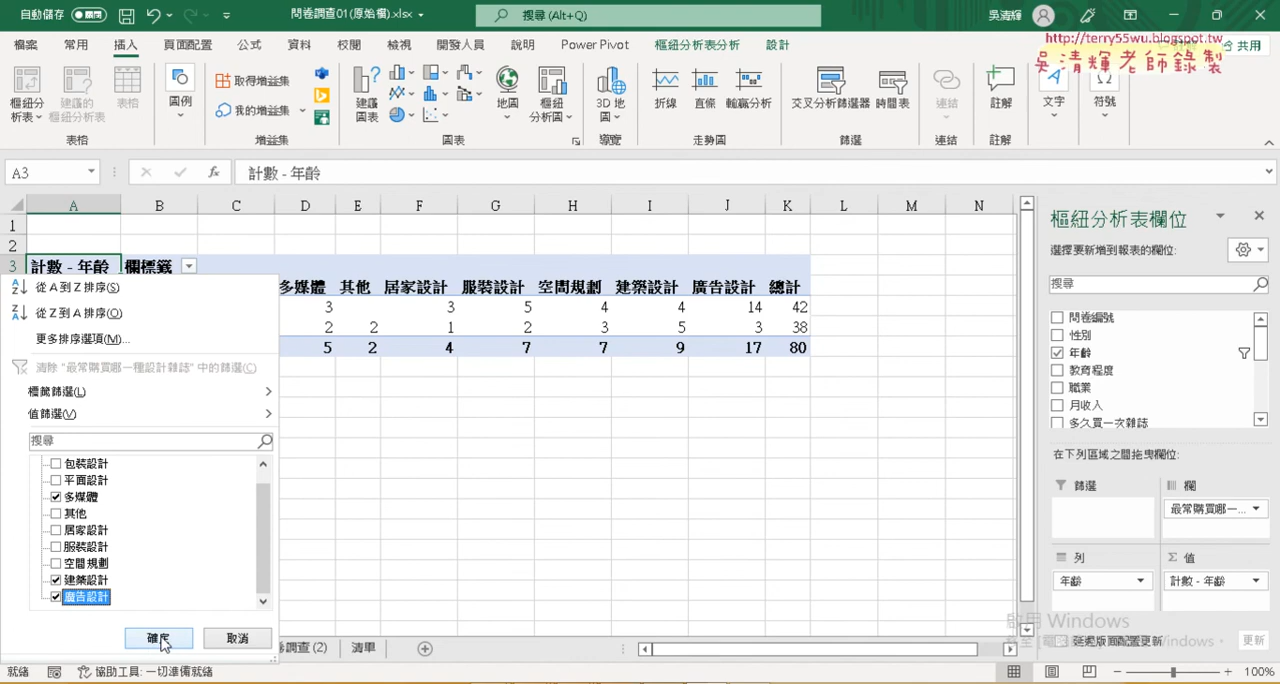 自動儲存
問卷調查01(原始檔).xlsx
搜尋 (Alt+Q)
吳清輝
http://terry55wu.blogspot.tw
吳清輝老師錄製
檔案 常用 插入 頁面配置 公式 資料 校閱 檢視 開發人員 說明 Power Pivot 樞紐分析表分析 設計
共用
樞紐分析表
建議的樞紐分析表
表格
圖例
取得增益集
我的增益集
建議圖表
地圖
樞紐分析圖
3D 地圖
折線
直條
輸贏分析
交叉分析篩選器
時間表
連結
註解
文字
符號
表格 增益集 圖表 導覽 走勢圖 篩選 連結 註解
A3
計數 - 年齡
A B C D E F G H I J K L M N
1
2
3 計數 - 年齡 欄標籤
多媒體 其他 居家設計 服裝設計 空間規劃 建築設計 廣告設計 總計
3 3 5 4 4 14 42
2 2 1 2 3 5 3 38
5 2 4 7 7 9 17 80
從 A 到 Z 排序(S)
從 Z 到 A 排序(O)
更多排序選項(M)...
清除 "最常購買哪一種設計雜誌" 中的篩選(C)
標籤篩選(L)
值篩選(V)
搜尋
包裝設計
平面設計
多媒體
其他
居家設計
服裝設計
空間規劃
建築設計
廣告設計
確定 取消
樞紐分析表欄位
選擇要新增到報表的欄位:
搜尋
問卷編號
性別
年齡
教育程度
職業
月收入
多久買一次雜誌
在下列區域之間拖曳欄位:
篩選 欄
最常購買哪一...
列 Σ 值
年齡 計數 - 年齡
啟用 Windows
延遲版面配置更新 更新
調查 (2) 清單
就緒 協助工具: 一切準備就緒
100%